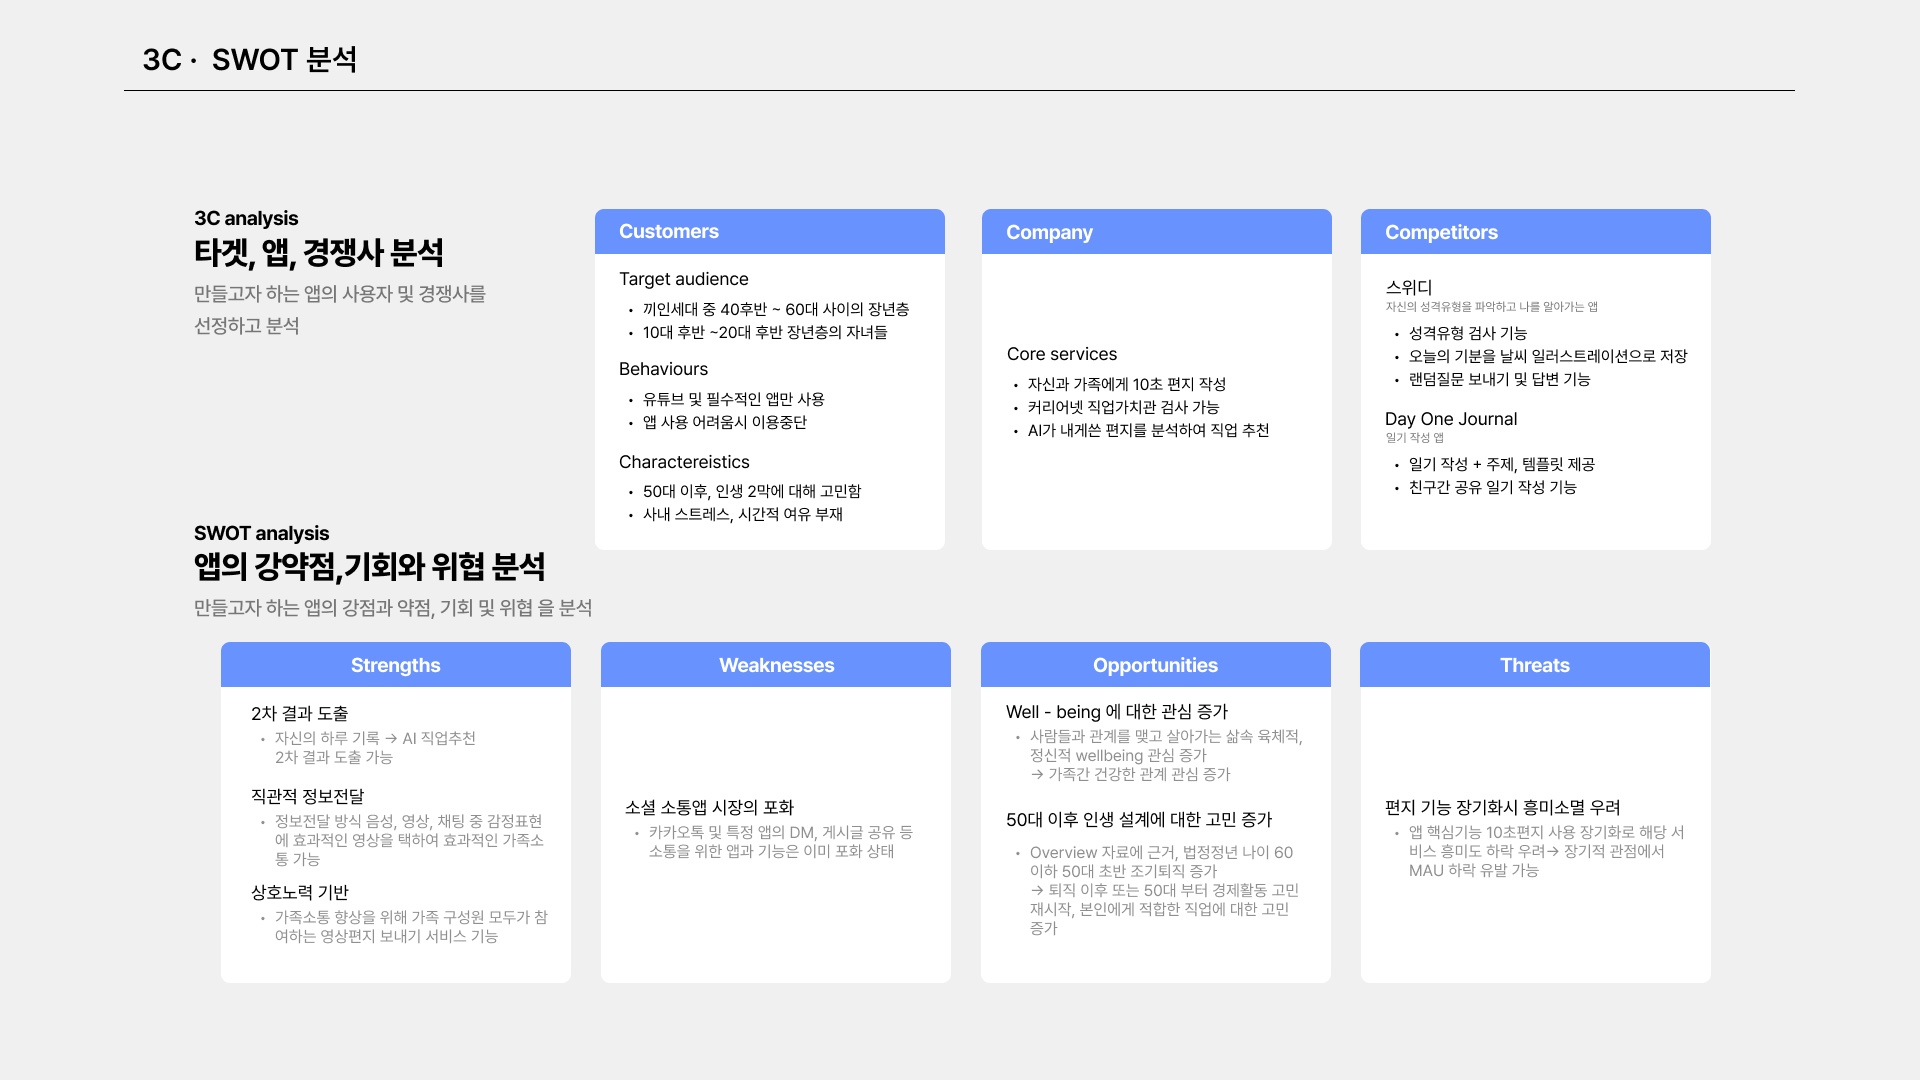 3C · SWOT 분석
3C analysis
타겟, 앱, 경쟁사 분석
만들고자 하는 앱의 사용자 및 경쟁사를
선정하고 분석
Customers
Target audience
• 끼인세대 중 40후반 ~ 60대 사이의 장년층
• 10대 후반 ~20대 후반 장년층의 자녀들
Behaviours
• 유튜브 및 필수적인 앱만 사용
• 앱 사용 어려움시 이용중단
Charactereistics
• 50대 이후, 인생 2막에 대해 고민함
• 사내 스트레스, 시간적 여유 부재
Company
Core services
• 자신과 가족에게 10초 편지 작성
• 커리어넷 직업가치관 검사 가능
• AI가 내게쓴 편지를 분석하여 직업 추천
Competitors
스위디
자신의 성격유형을 파악하고 나를 알아가는 앱
• 성격유형 검사 기능
• 오늘의 기분을 날씨 일러스트레이션으로 저장
• 랜덤질문 보내기 및 답변 기능
Day One Journal
일기 작성 앱
• 일기 작성 + 주제, 템플릿 제공
• 친구간 공유 일기 작성 기능
SWOT analysis
앱의 강약점,기회와 위협 분석
만들고자 하는 앱의 강점과 약점, 기회 및 위협 을 분석
Strengths
2차 결과 도출
• 자신의 하루 기록 → AI 직업추천
2차 결과 도출 가능
직관적 정보전달
• 정보전달 방식 음성, 영상, 채팅 중 감정표현
에 효과적인 영상을 택하여 효과적인 가족소
통 가능
상호노력 기반
• 가족소통 향상을 위해 가족 구성원 모두가 참
여하는 영상편지 보내기 서비스 기능
Weaknesses
소셜 소통앱 시장의 포화
• 카카오톡 및 특정 앱의 DM, 게시글 공유 등
소통을 위한 앱과 기능은 이미 포화 상태
Opportunities
Well - being 에 대한 관심 증가
• 사람들과 관계를 맺고 살아가는 삶속 육체적,
정신적 wellbeing 관심 증가
→ 가족간 건강한 관계 관심 증가
50대 이후 인생 설계에 대한 고민 증가
• Overview 자료에 근거, 법정정년 나이 60
이하 50대 초반 조기퇴직 증가
→ 퇴직 이후 또는 50대 부터 경제활동 고민
재시작, 본인에게 적합한 직업에 대한 고민
증가
Threats
편지 기능 장기화시 흥미소멸 우려
• 앱 핵심기능 10초편지 사용 장기화로 해당 서
비스 흥미도 하락 우려→ 장기적 관점에서
MAU 하락 유발 가능